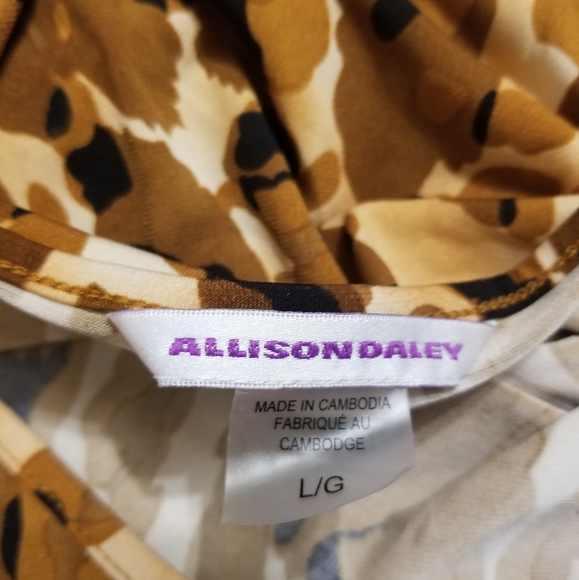 ALLISON DALEY
MADE IN CAMBODIA
FABRIQUÉ AU
CAMBODGE
L/G